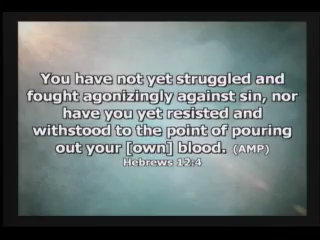 You have not yet struggled and
fought agonizingly against sin, nor
have you yet resisted and
withstood to the point of pouring
out your [own] blood. (AMP)
Hebrews 12:4